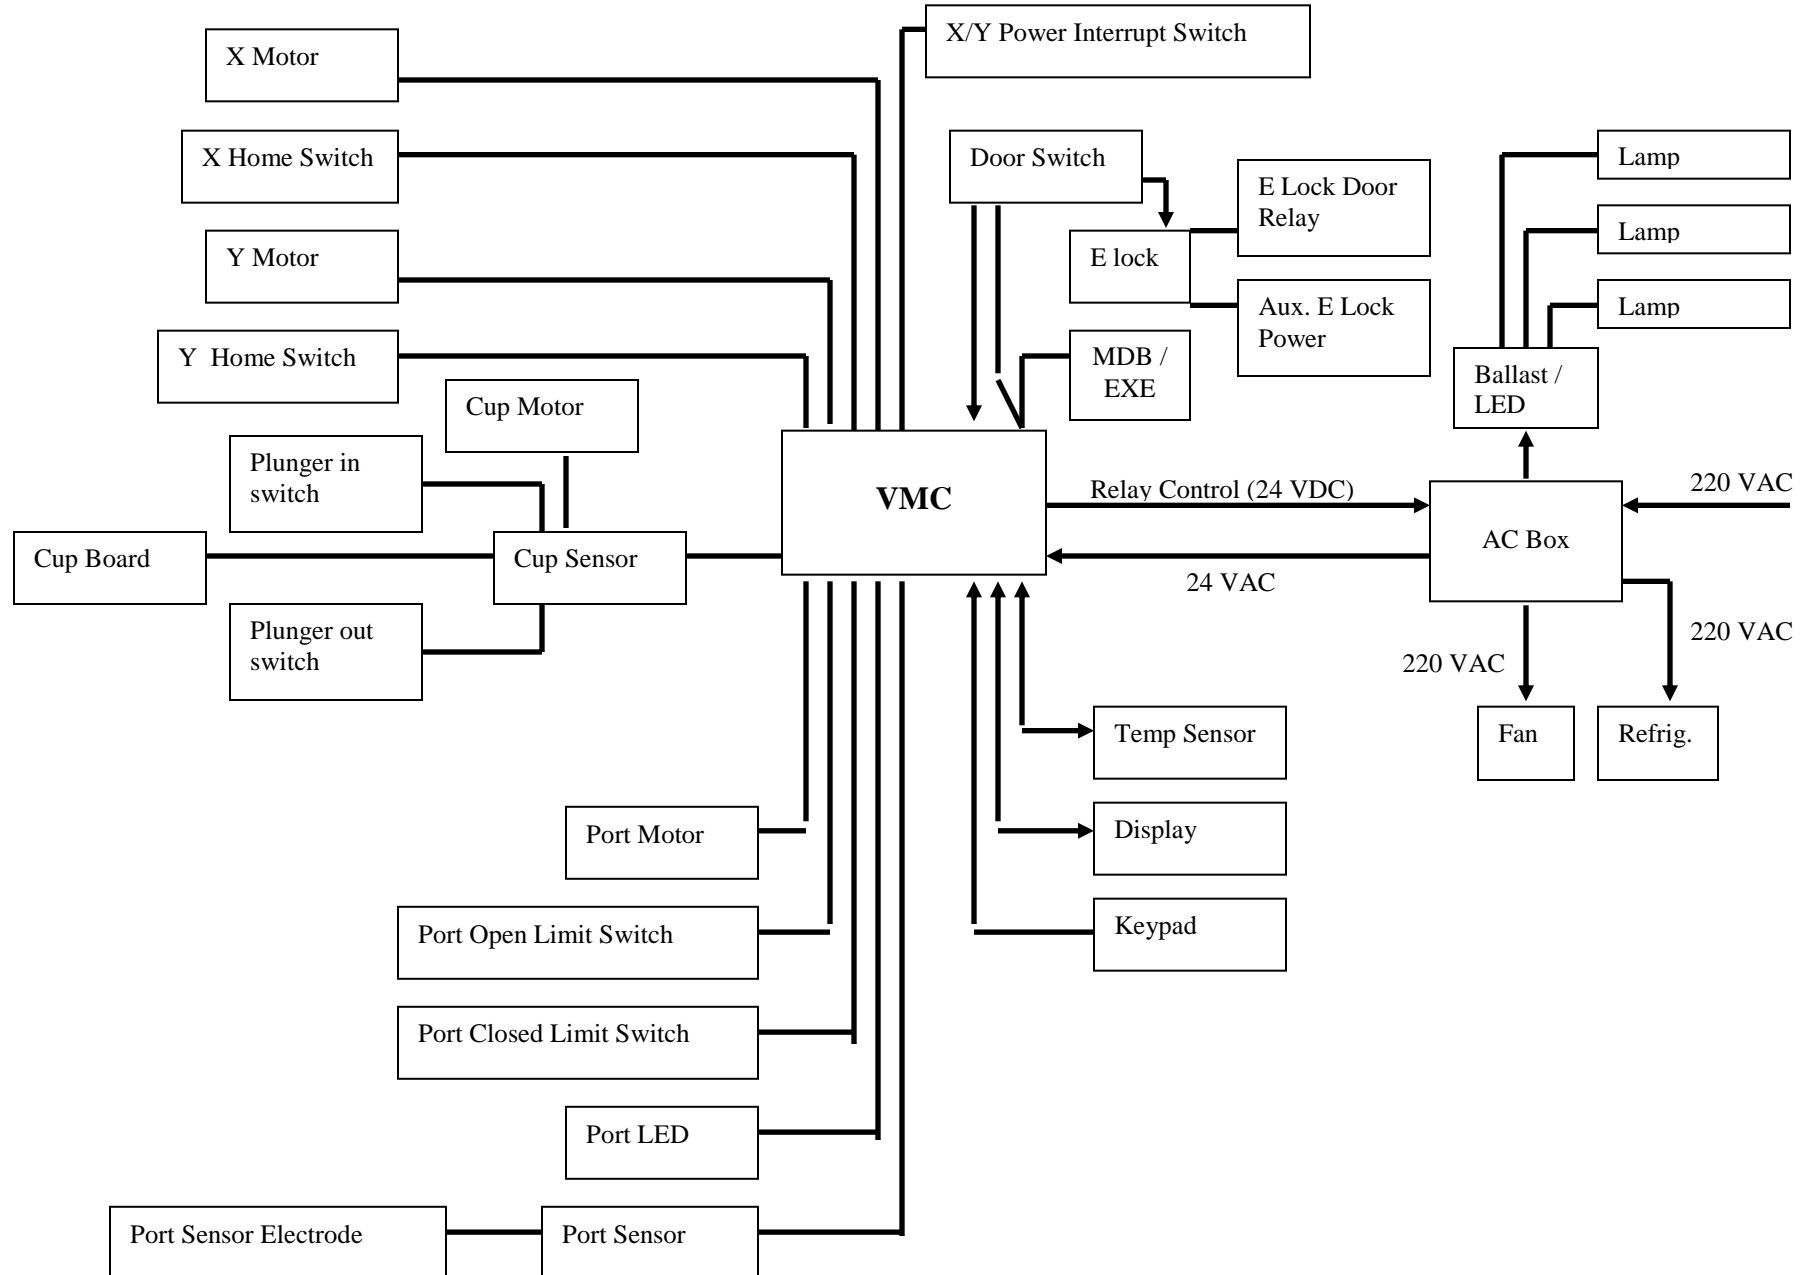 X/Y Power Interrupt Switch
X Motor
X Home Switch
Door Switch
Lamp
E Lock Door
Relay
Lamp
Y Motor
E lock
Aux. E Lock
Power
Lamp
Y Home Switch
MDB /
EXE
Ballast /
LED
Cup Motor
Plunger in
switch
VMC
Relay Control (24 VDC)
220 VAC
Cup Board
Cup Sensor
AC Box
24 VAC
Plunger out
switch
220 VAC
220 VAC
Temp Sensor
Fan
Refrig.
Port Motor
Display
Port Open Limit Switch
Keypad
Port Closed Limit Switch
Port LED
Port Sensor Electrode
Port Sensor